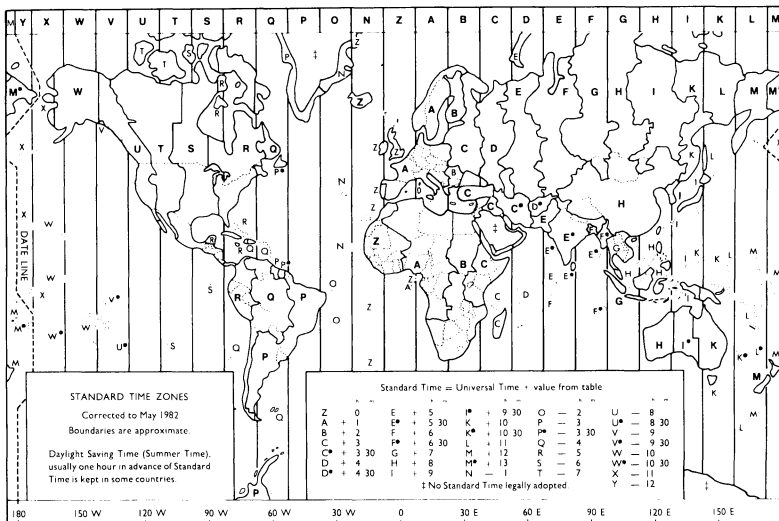 M Y X W V U T S R Q P O N Z A B C D E F G H I K L M
DATE LINE
STANDARD TIME ZONES
Corrected to May 1982
Boundaries are approximate.
Daylight Saving Time (Summer Time),
usually one hour in advance of Standard
Time is kept in some countries.
Standard Time = Universal Time + value from table
h m h m h m h m h m
Z 0 E + 5 I* + 9 30 O – 2 U – 8
A + 1 E* + 5 30 K + 10 P – 3 U* – 8 30
B + 2 F + 6 K* + 10 30 P* – 3 30 V – 9
C + 3 F* + 6 30 L + 11 Q – 4 V* – 9 30
C* + 3 30 G + 7 M + 12 R – 5 W – 10
D + 4 H + 8 M* + 13 S – 6 W* – 10 30
D* + 4 30 I + 9 N – 1 T – 7 X – 11
‡ No Standard Time legally adopted. Y – 12
180 150 W 120 W 90 W 60 W 30 W 0 30 E 60 E 90 E 120 E 150 E